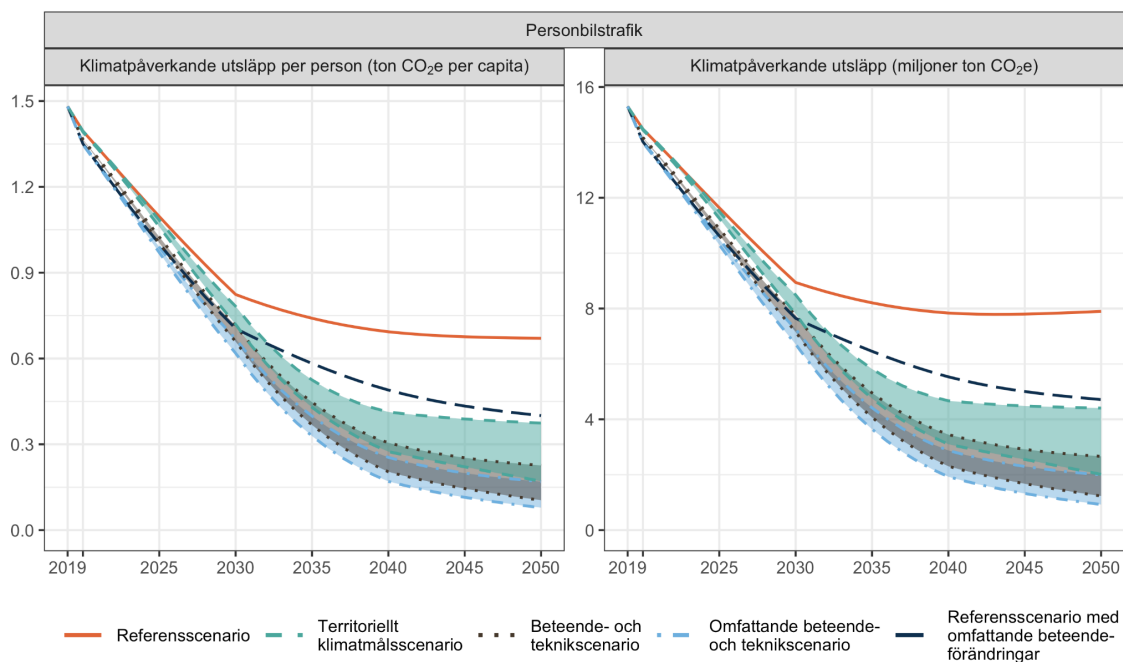 Personbilstrafik
Klimatpåverkande utsläpp per person (ton CO₂e per capita)
Klimatpåverkande utsläpp (miljoner ton CO₂e)
1.5
1.2
0.9
0.6
0.3
0.0
16
12
8
4
0
2019 2025 2030 2035 2040 2045 2050
2019 2025 2030 2035 2040 2045 2050
Referensscenario
Territoriellt
klimatmålsscenario
Beteende- och
teknikscenario
Omfattande beteende-
och teknikscenario
Referensscenario med
omfattande beteende-
förändringar